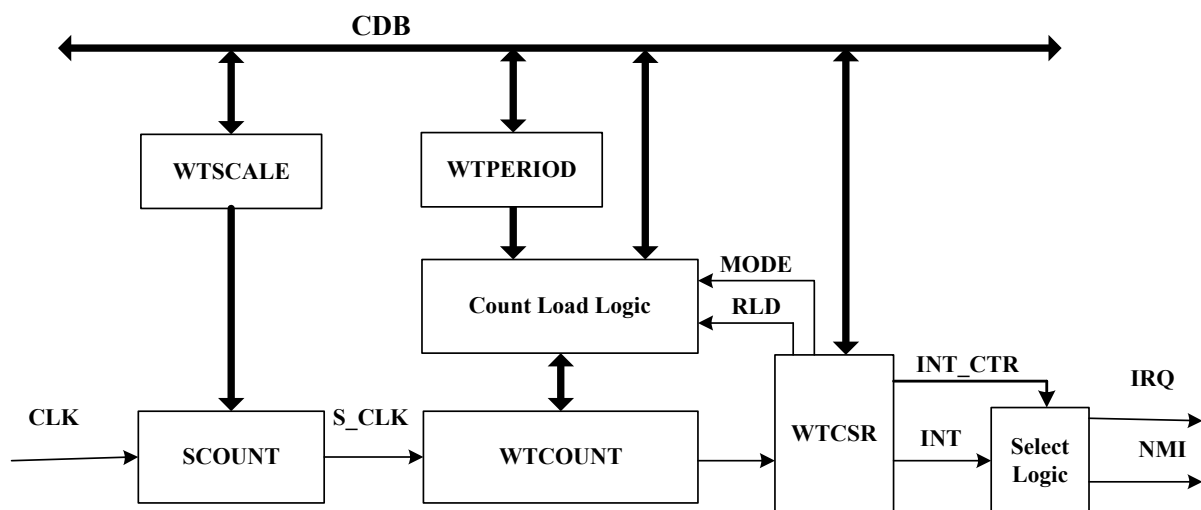 CDB
WTSCALE
WTPERIOD
MODE
Count Load Logic
RLD
INT_CTR
IRQ
CLK
S_CLK
SCOUNT
WTCOUNT
WTCSR
INT
Select
Logic
NMI